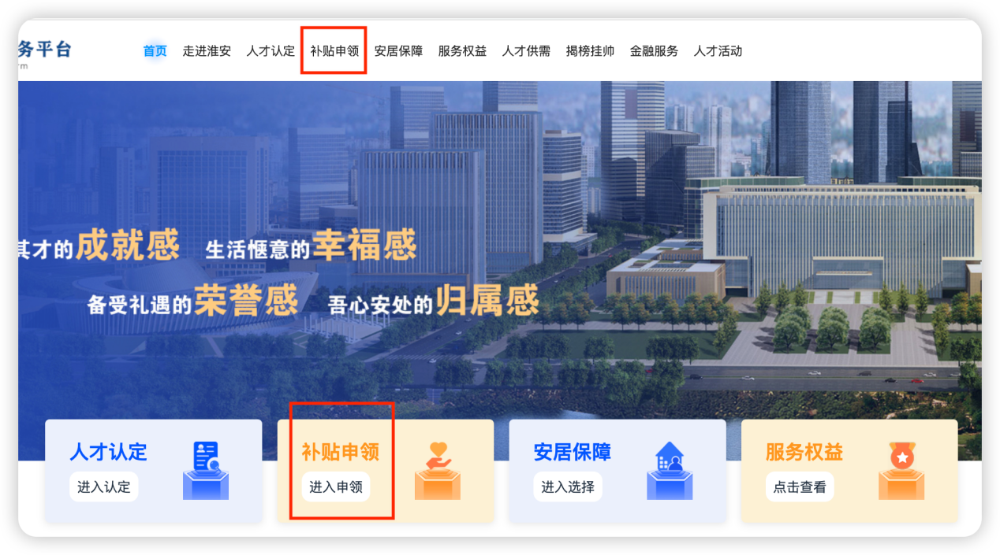 务平台
rm
首页 走进淮安 人才认定 补贴申领 安居保障 服务权益 人才供需 揭榜挂帅 金融服务 人才活动
其才的成就感 生活惬意的幸福感
备受礼遇的荣誉感 吾心安处的归属感
人才认定
进入认定
补贴申领
进入申领
安居保障
进入选择
服务权益
点击查看